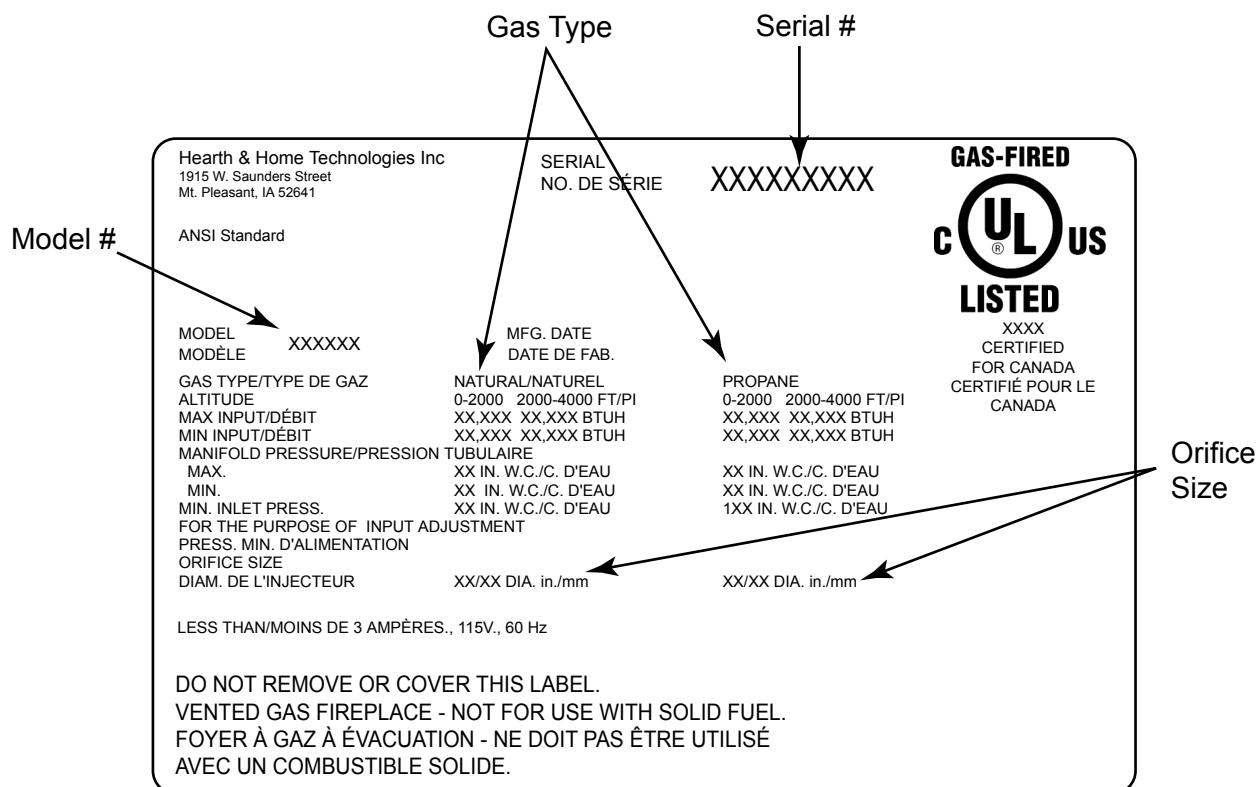 Gas Type
Serial #
Hearth & Home Technologies Inc
1915 W. Saunders Street
Mt. Pleasant, IA 52641
SERIAL
NO. DE SÉRIE
XXXXXXXXX
GAS-FIRED
C UL ® US
LISTED
XXXX
CERTIFIED
FOR CANADA
CERTIFIÉ POUR LE
CANADA
Model #
ANSI Standard
MODEL
MODÈLE
XXXXXX
MFG. DATE
DATE DE FAB.
GAS TYPE/TYPE DE GAZ NATURAL/NATUREL PROPANE
ALTITUDE 0-2000 2000-4000 FT/PI 0-2000 2000-4000 FT/PI
MAX INPUT/DÉBIT XX,XXX XX,XXX BTUH XX,XXX XX,XXX BTUH
MIN INPUT/DÉBIT XX,XXX XX,XXX BTUH XX,XXX XX,XXX BTUH
MANIFOLD PRESSURE/PRESSION TUBULAIRE
MAX. XX IN. W.C./C. D'EAU XX IN. W.C./C. D'EAU
MIN. XX IN. W.C./C. D'EAU XX IN. W.C./C. D'EAU
MIN. INLET PRESS. XX IN. W.C./C. D'EAU 1XX IN. W.C./C. D'EAU
FOR THE PURPOSE OF INPUT ADJUSTMENT
PRESS. MIN. D'ALIMENTATION
ORIFICE SIZE
DIAM. DE L'INJECTEUR XX/XX DIA. in./mm XX/XX DIA. in./mm
Orifice
Size
LESS THAN/MOINS DE 3 AMPÈRES., 115V., 60 Hz
DO NOT REMOVE OR COVER THIS LABEL.
VENTED GAS FIREPLACE - NOT FOR USE WITH SOLID FUEL.
FOYER À GAZ À ÉVACUATION - NE DOIT PAS ÊTRE UTILISÉ
AVEC UN COMBUSTIBLE SOLIDE.